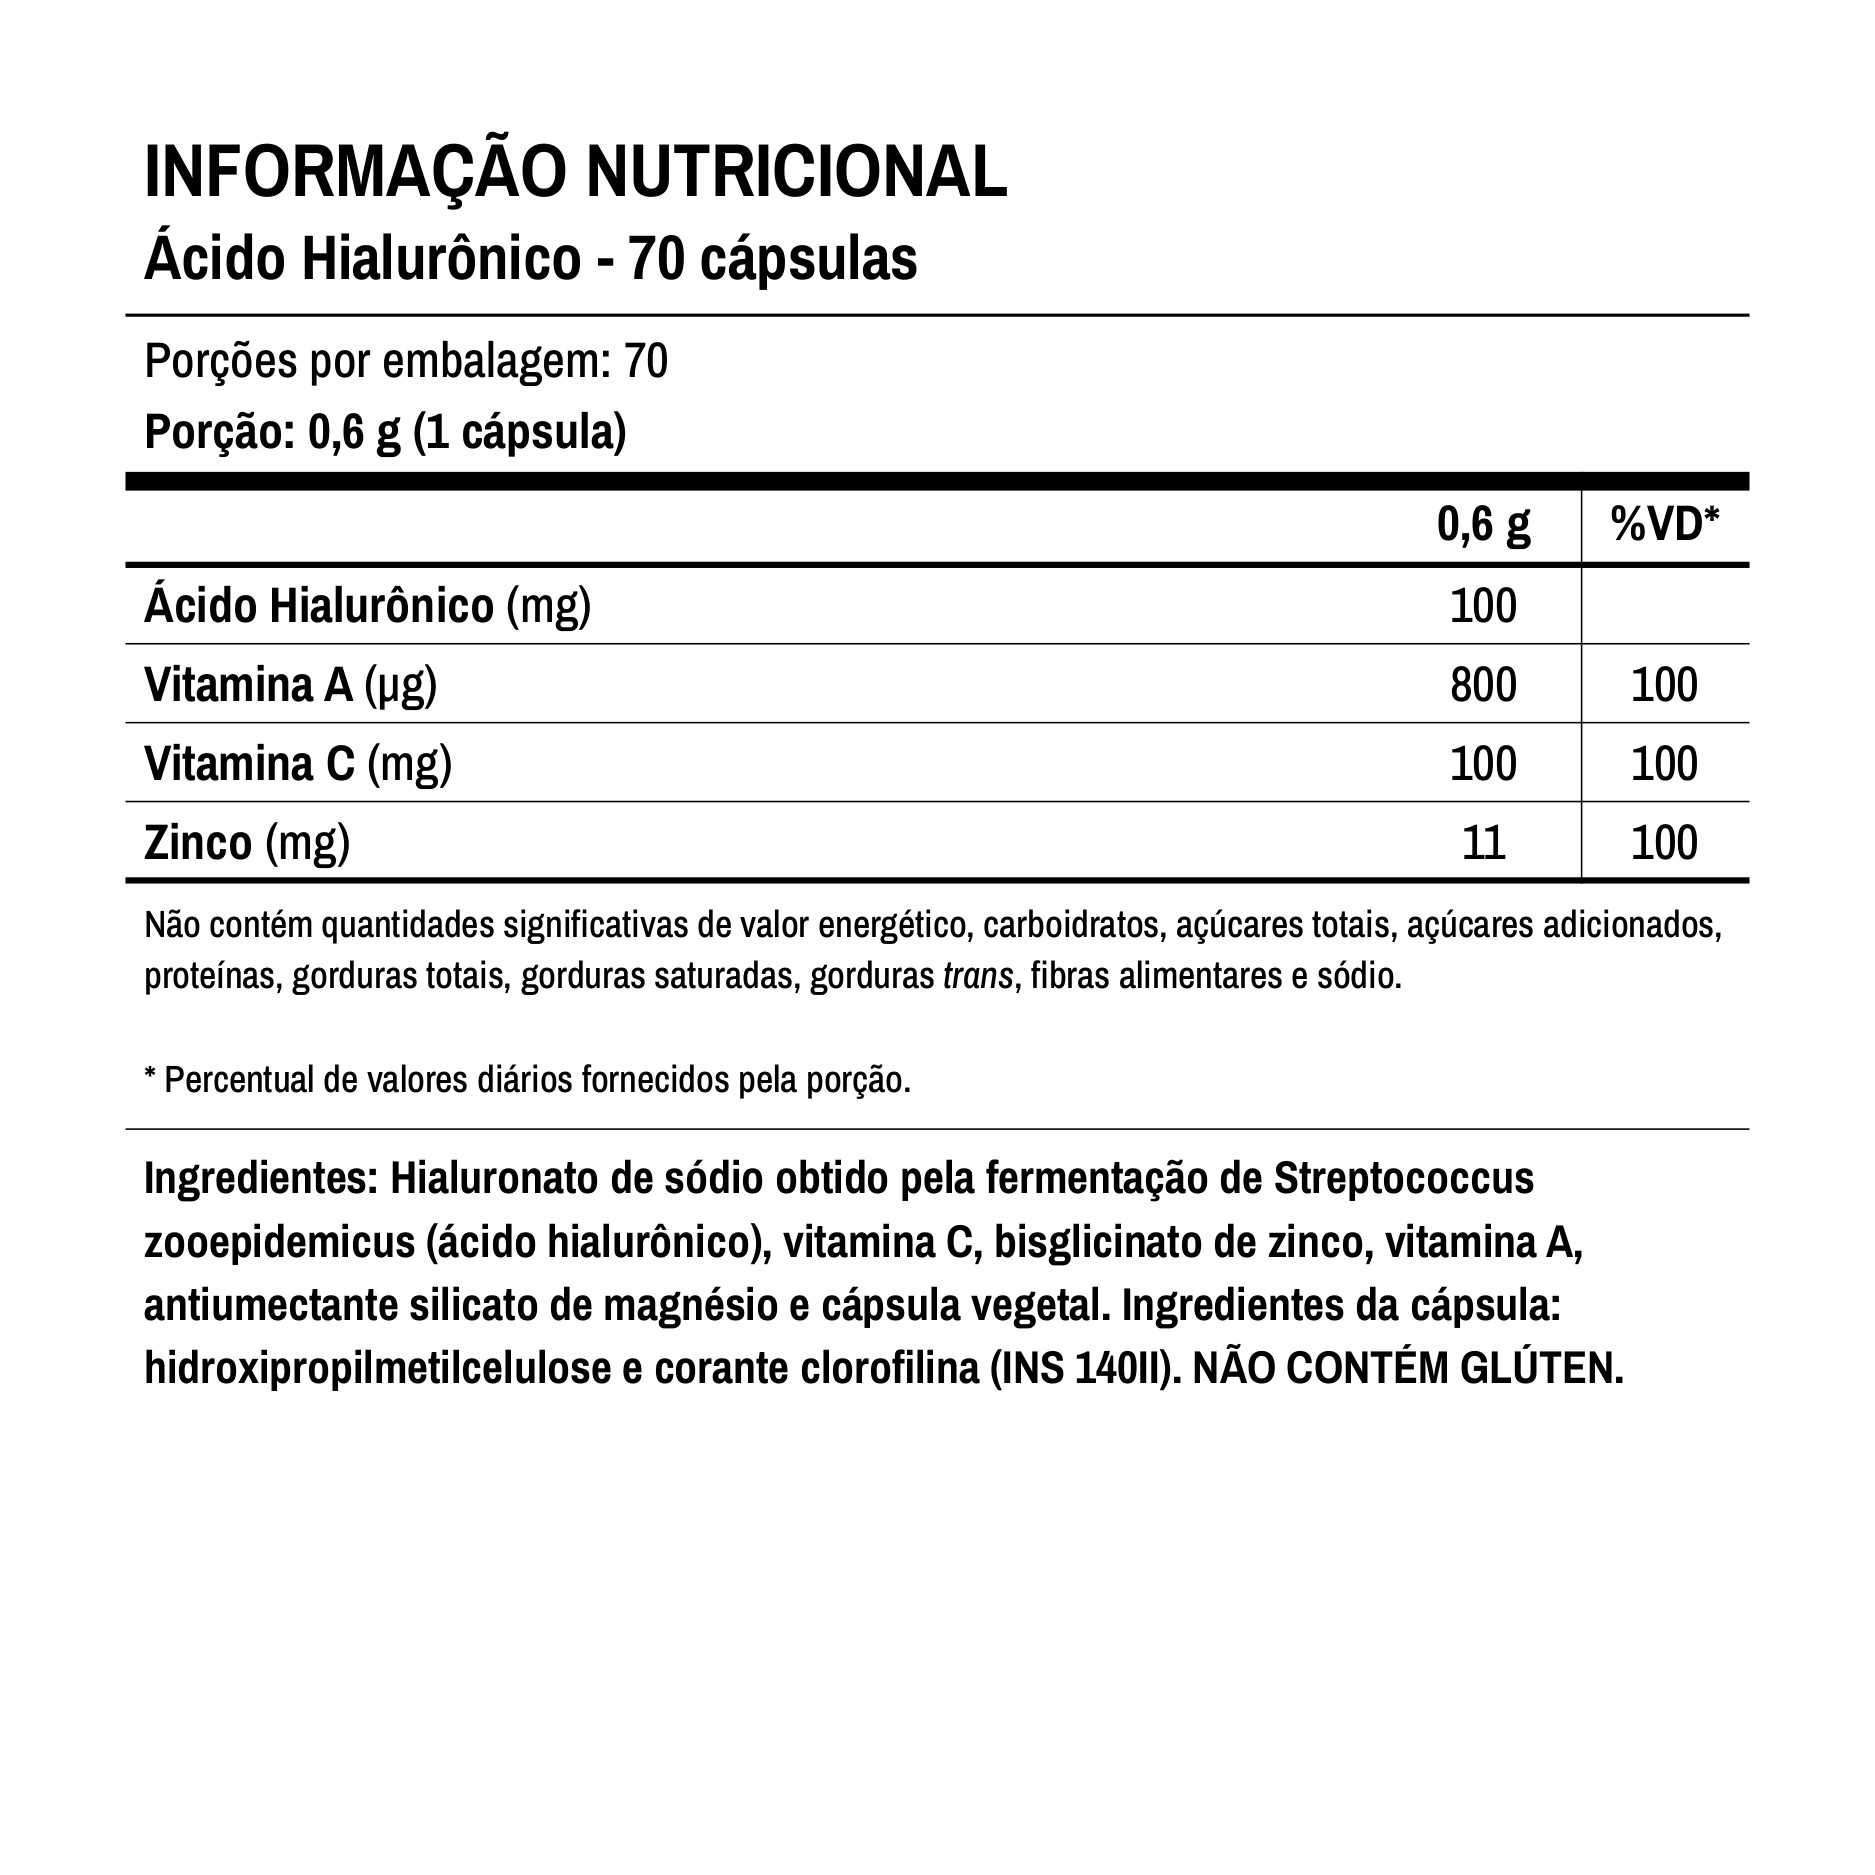 INFORMAÇÃO NUTRICIONAL
Ácido Hialurônico - 70 cápsulas
Porções por embalagem: 70
Porção: 0,6 g (1 cápsula)
0,6 g %VD*
Ácido Hialurônico (mg) 100
Vitamina A (µg) 800 100
Vitamina C (mg) 100 100
Zinco (mg) 11 100
Não contém quantidades significativas de valor energético, carboidratos, açúcares totais, açúcares adicionados,
proteínas, gorduras totais, gorduras saturadas, gorduras trans, fibras alimentares e sódio.
* Percentual de valores diários fornecidos pela porção.
Ingredientes: Hialuronato de sódio obtido pela fermentação de Streptococcus
zooepidemicus (ácido hialurônico), vitamina C, bisglicinato de zinco, vitamina A,
antiumectante silicato de magnésio e cápsula vegetal. Ingredientes da cápsula:
hidroxipropilmetilcelulose e corante clorofilina (INS 140II). NÃO CONTÉM GLÚTEN.